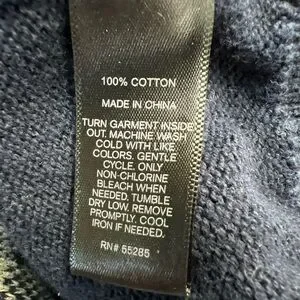 100% COTTON
MADE IN CHINA
TURN GARMENT INSIDE
OUT. MACHINE WASH
COLD WITH LIKE
COLORS. GENTLE
CYCLE. ONLY
NON-CHLORINE
BLEACH WHEN
NEEDED. TUMBLE
DRY LOW. REMOVE
PROMPTLY. COOL
IRON IF NEEDED.
RN# 55285